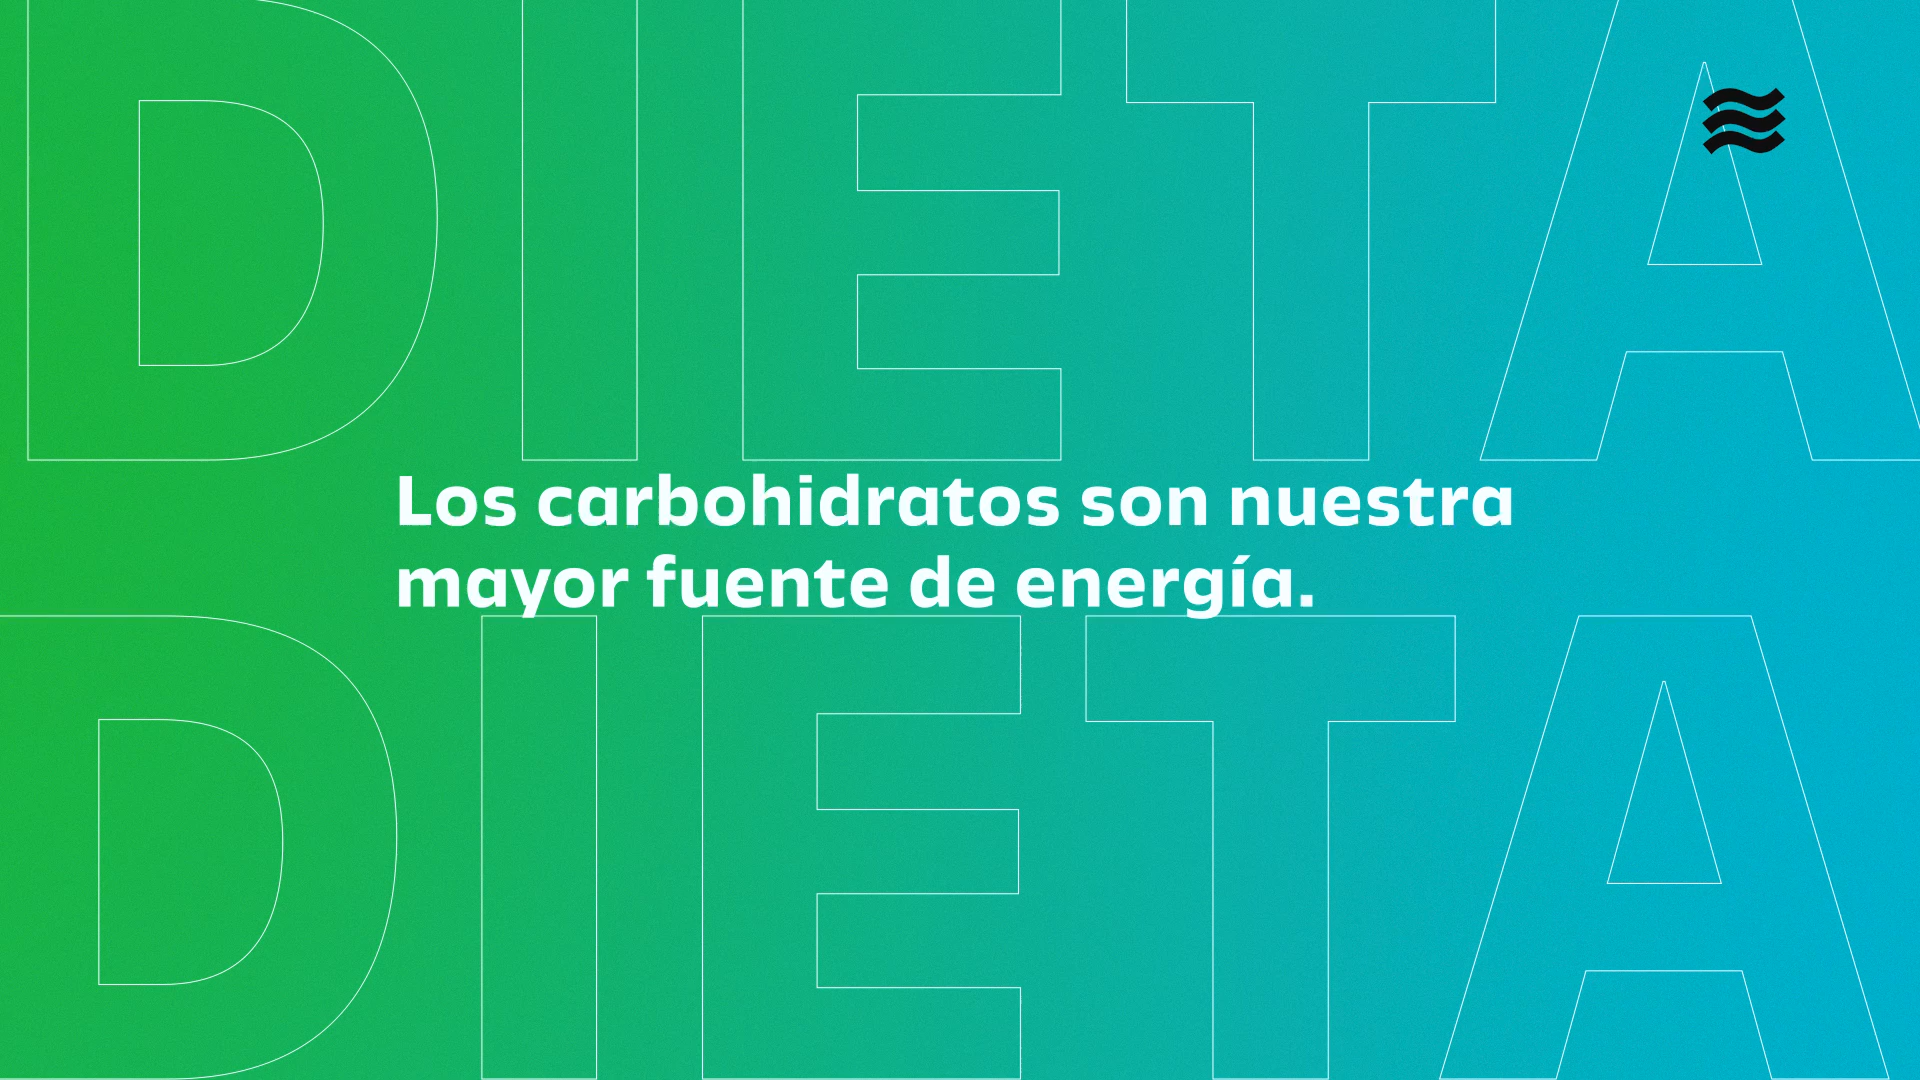 DIETA
Los carbohidratos son nuestra
mayor fuente de energía.
DIETA